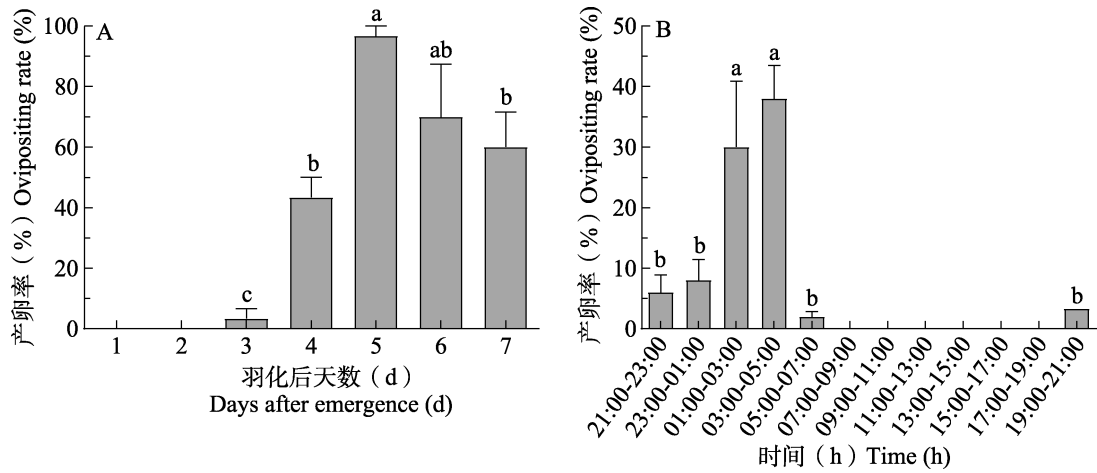 A
产卵率（%）Ovipositing rate (%)
100
80
60
40
20
0
c
b
a
ab
b
1 2 3 4 5 6 7
羽化后天数（d）
Days after emergence (d)
B
产卵率（%）Ovipositing rate (%)
50
40
30
20
10
0
b
b
a
a
b
b
21:00-23:00
23:00-01:00
01:00-03:00
03:00-05:00
05:00-07:00
07:00-09:00
09:00-11:00
11:00-13:00
13:00-15:00
15:00-17:00
17:00-19:00
19:00-21:00
时间（h）Time (h)